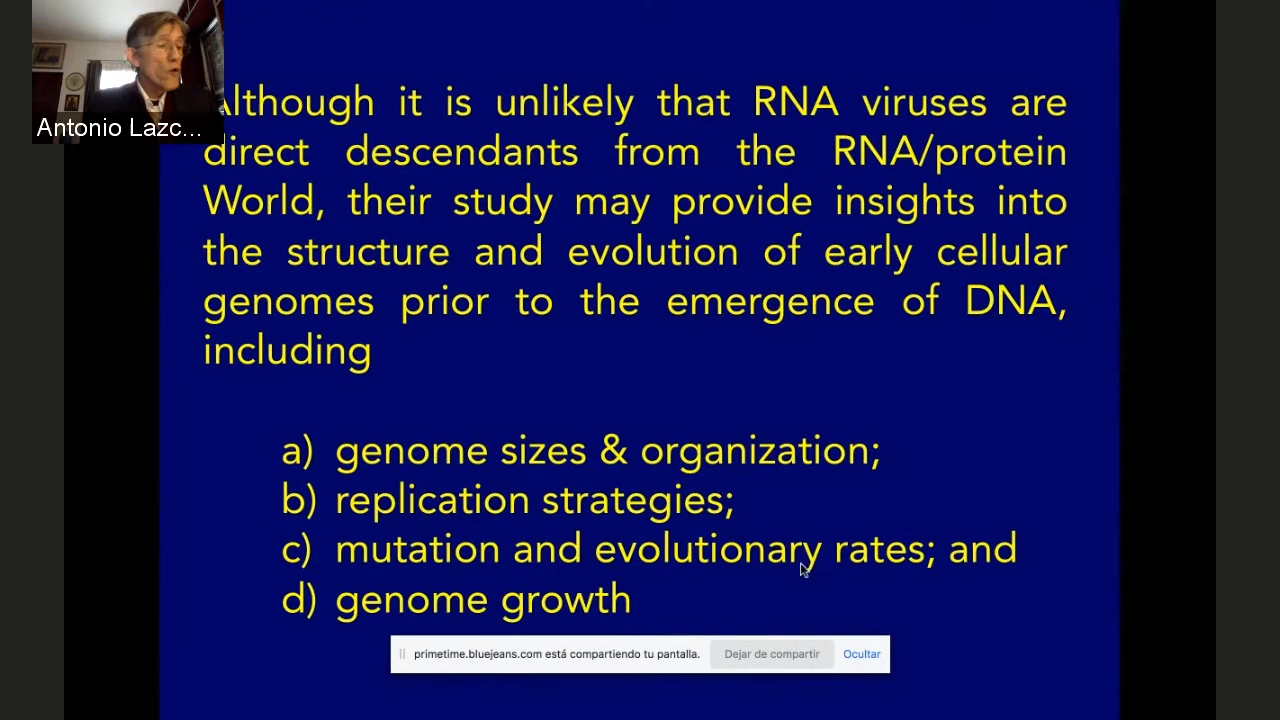 Antonio Lazc...
Although it is unlikely that RNA viruses are
direct descendants from the RNA/protein
World, their study may provide insights into
the structure and evolution of early cellular
genomes prior to the emergence of DNA,
including
a) genome sizes & organization;
b) replication strategies;
c) mutation and evolutionary rates; and
d) genome growth
primetime.bluejeans.com está compartiendo tu pantalla. Dejar de compartir Ocultar